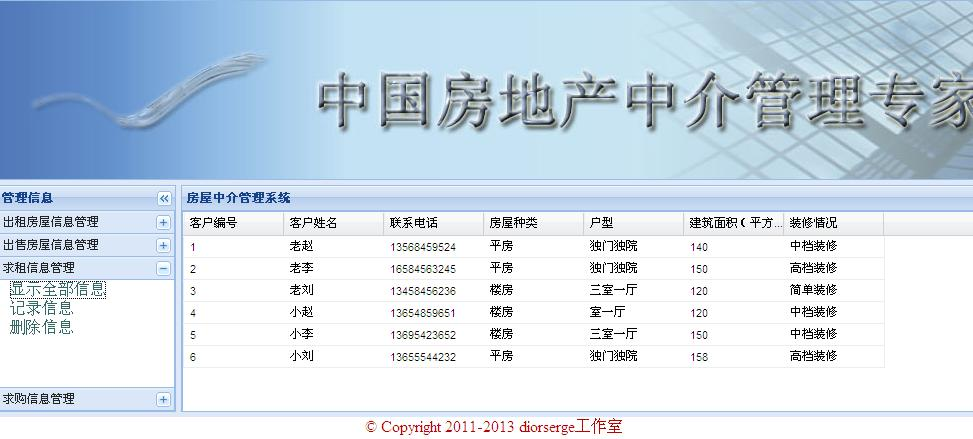 中国房地产中介管理专家
管理信息
出租房屋信息管理
出售房屋信息管理
求租信息管理
显示全部信息
记录信息
删除信息
求购信息管理
房屋中介管理系统
客户编号 客户姓名 联系电话 房屋种类 户型 建筑面积（平方... 装修情况
1 老赵 13568459524 平房 独门独院 140 中档装修
2 老李 16584563245 平房 独门独院 150 高档装修
3 老刘 13458456236 楼房 三室一厅 120 简单装修
4 小赵 13654859651 楼房 室一厅 120 中档装修
5 小李 13695423652 楼房 三室一厅 150 中档装修
6 小刘 13655544232 平房 独门独院 158 高档装修
© Copyright 2011-2013 diorserge工作室